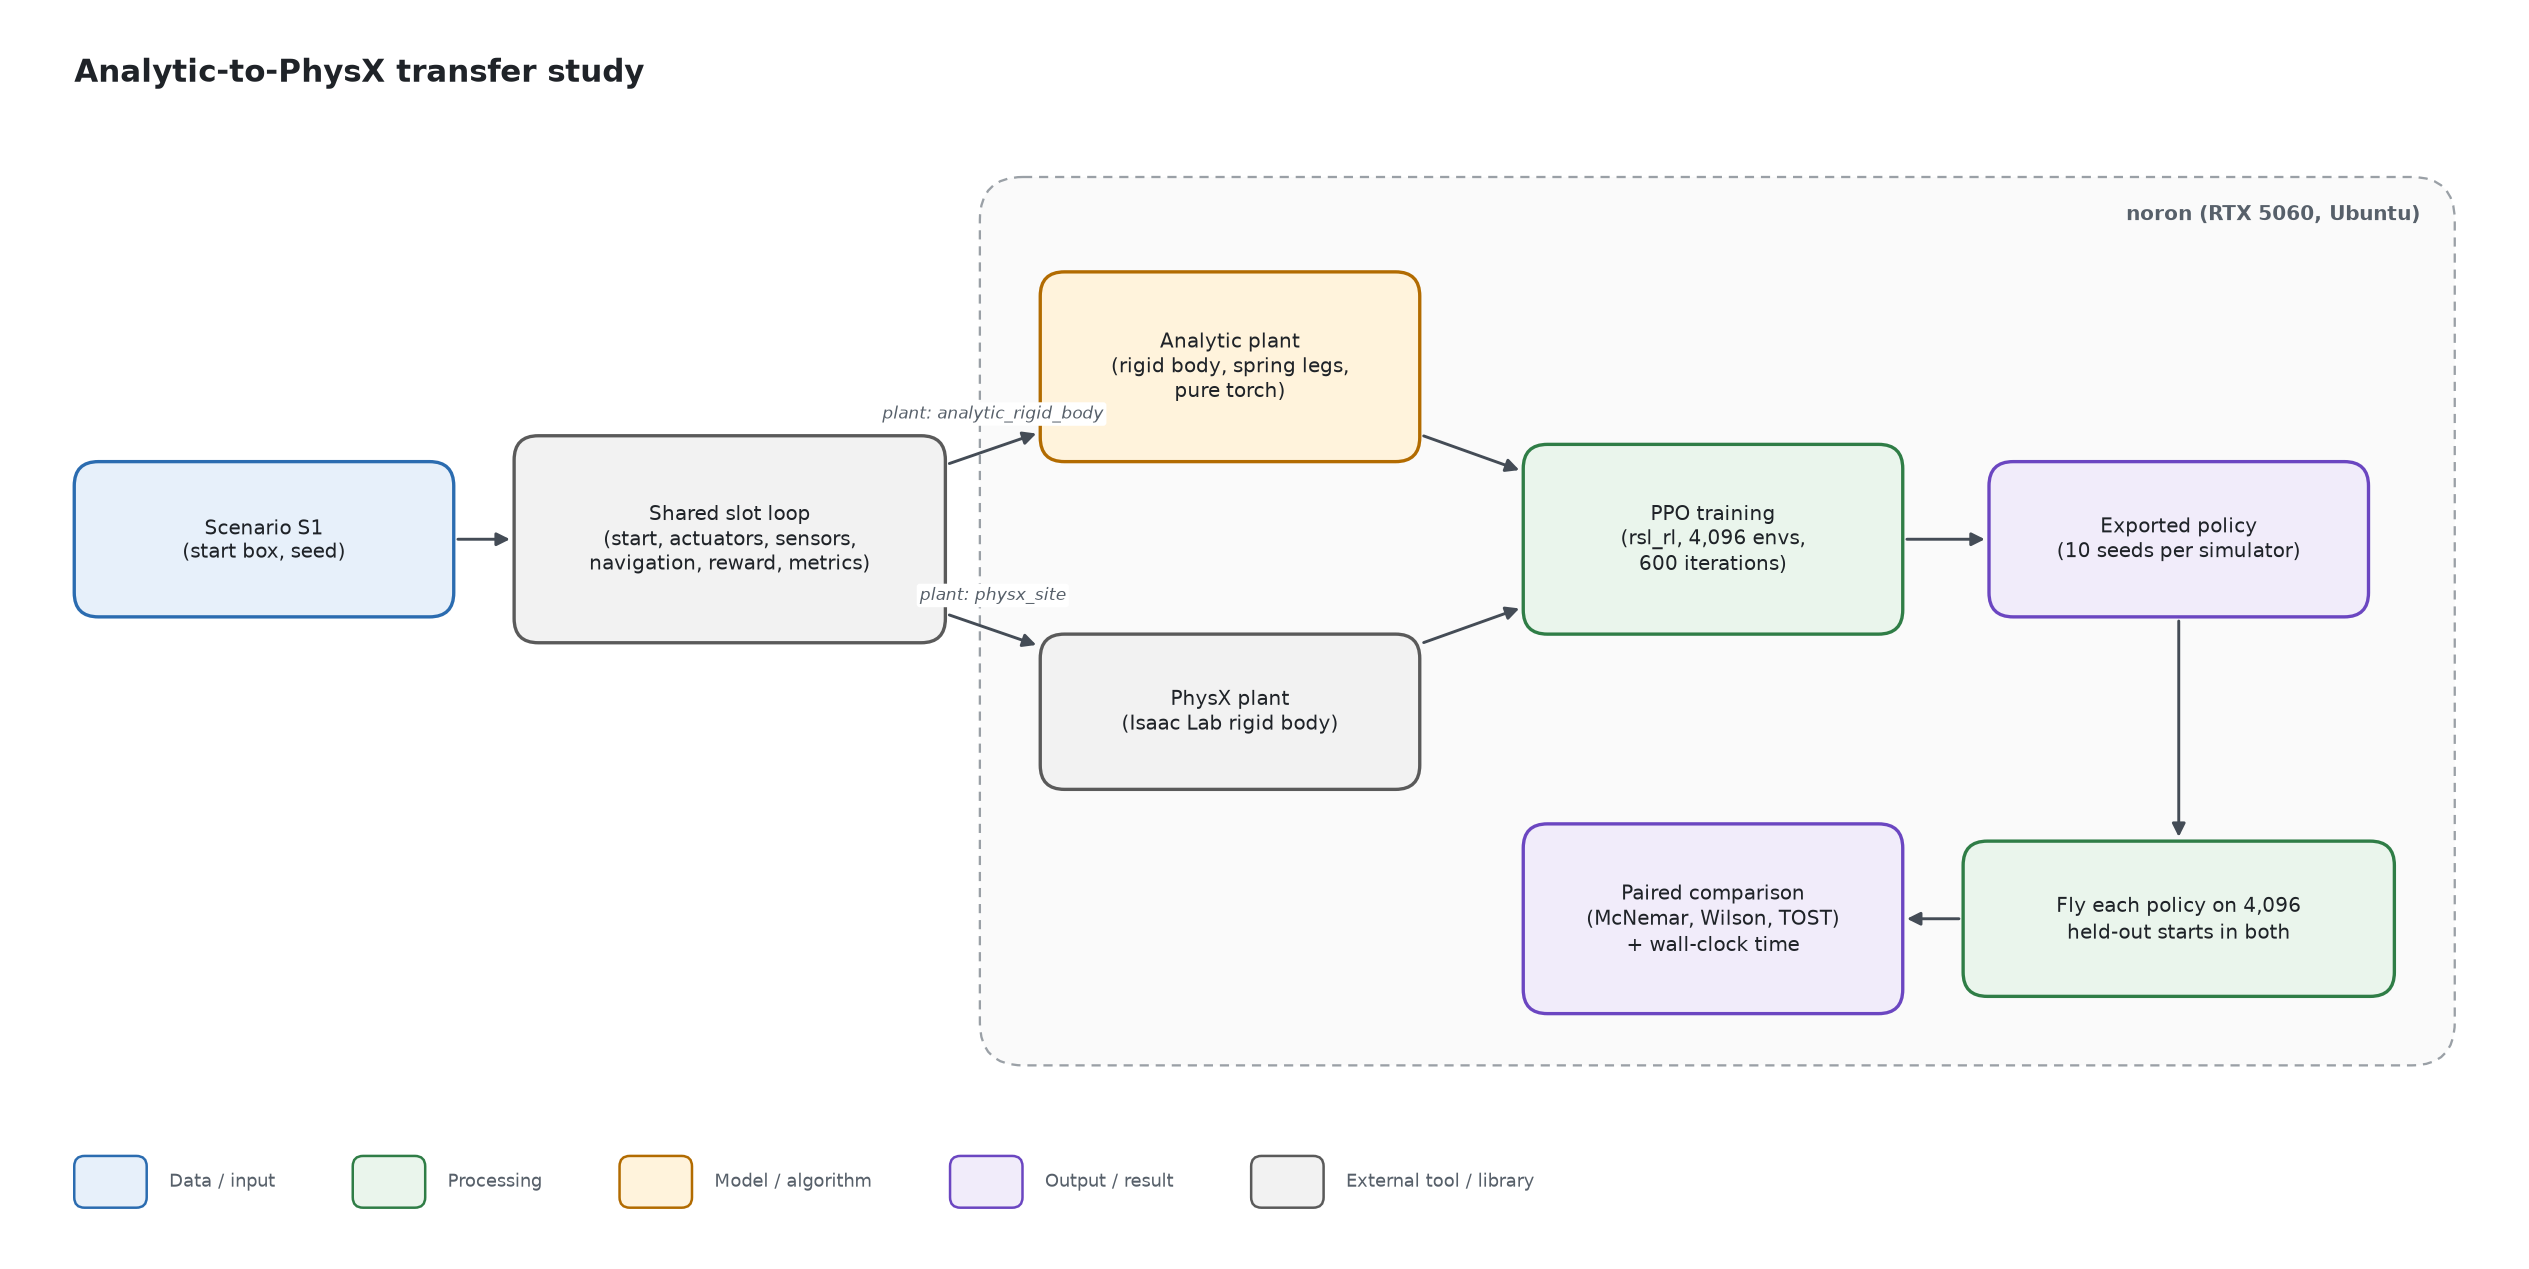 Analytic-to-PhysX transfer study
noron (RTX 5060, Ubuntu)
Analytic plant
(rigid body, spring legs,
pure torch)
plant: analytic_rigid_body
Scenario S1
(start box, seed)
Shared slot loop
(start, actuators, sensors,
navigation, reward, metrics)
plant: physx_site
PhysX plant
(Isaac Lab rigid body)
PPO training
(rsl_rl, 4,096 envs,
600 iterations)
Exported policy
(10 seeds per simulator)
Paired comparison
(McNemar, Wilson, TOST)
+ wall-clock time
Fly each policy on 4,096
held-out starts in both
Data / input
Processing
Model / algorithm
Output / result
External tool / library